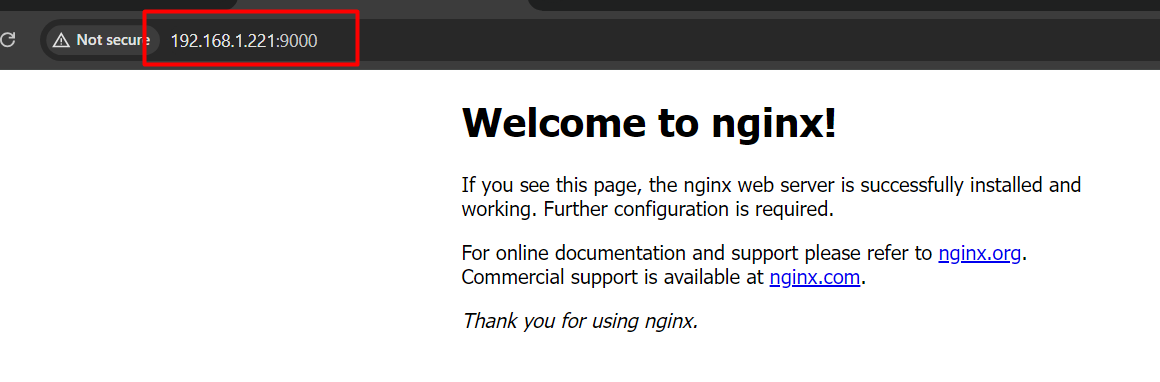 Not secure 192.168.1.221:9000
Welcome to nginx!
If you see this page, the nginx web server is successfully installed and
working. Further configuration is required.
For online documentation and support please refer to nginx.org.
Commercial support is available at nginx.com.
Thank you for using nginx.